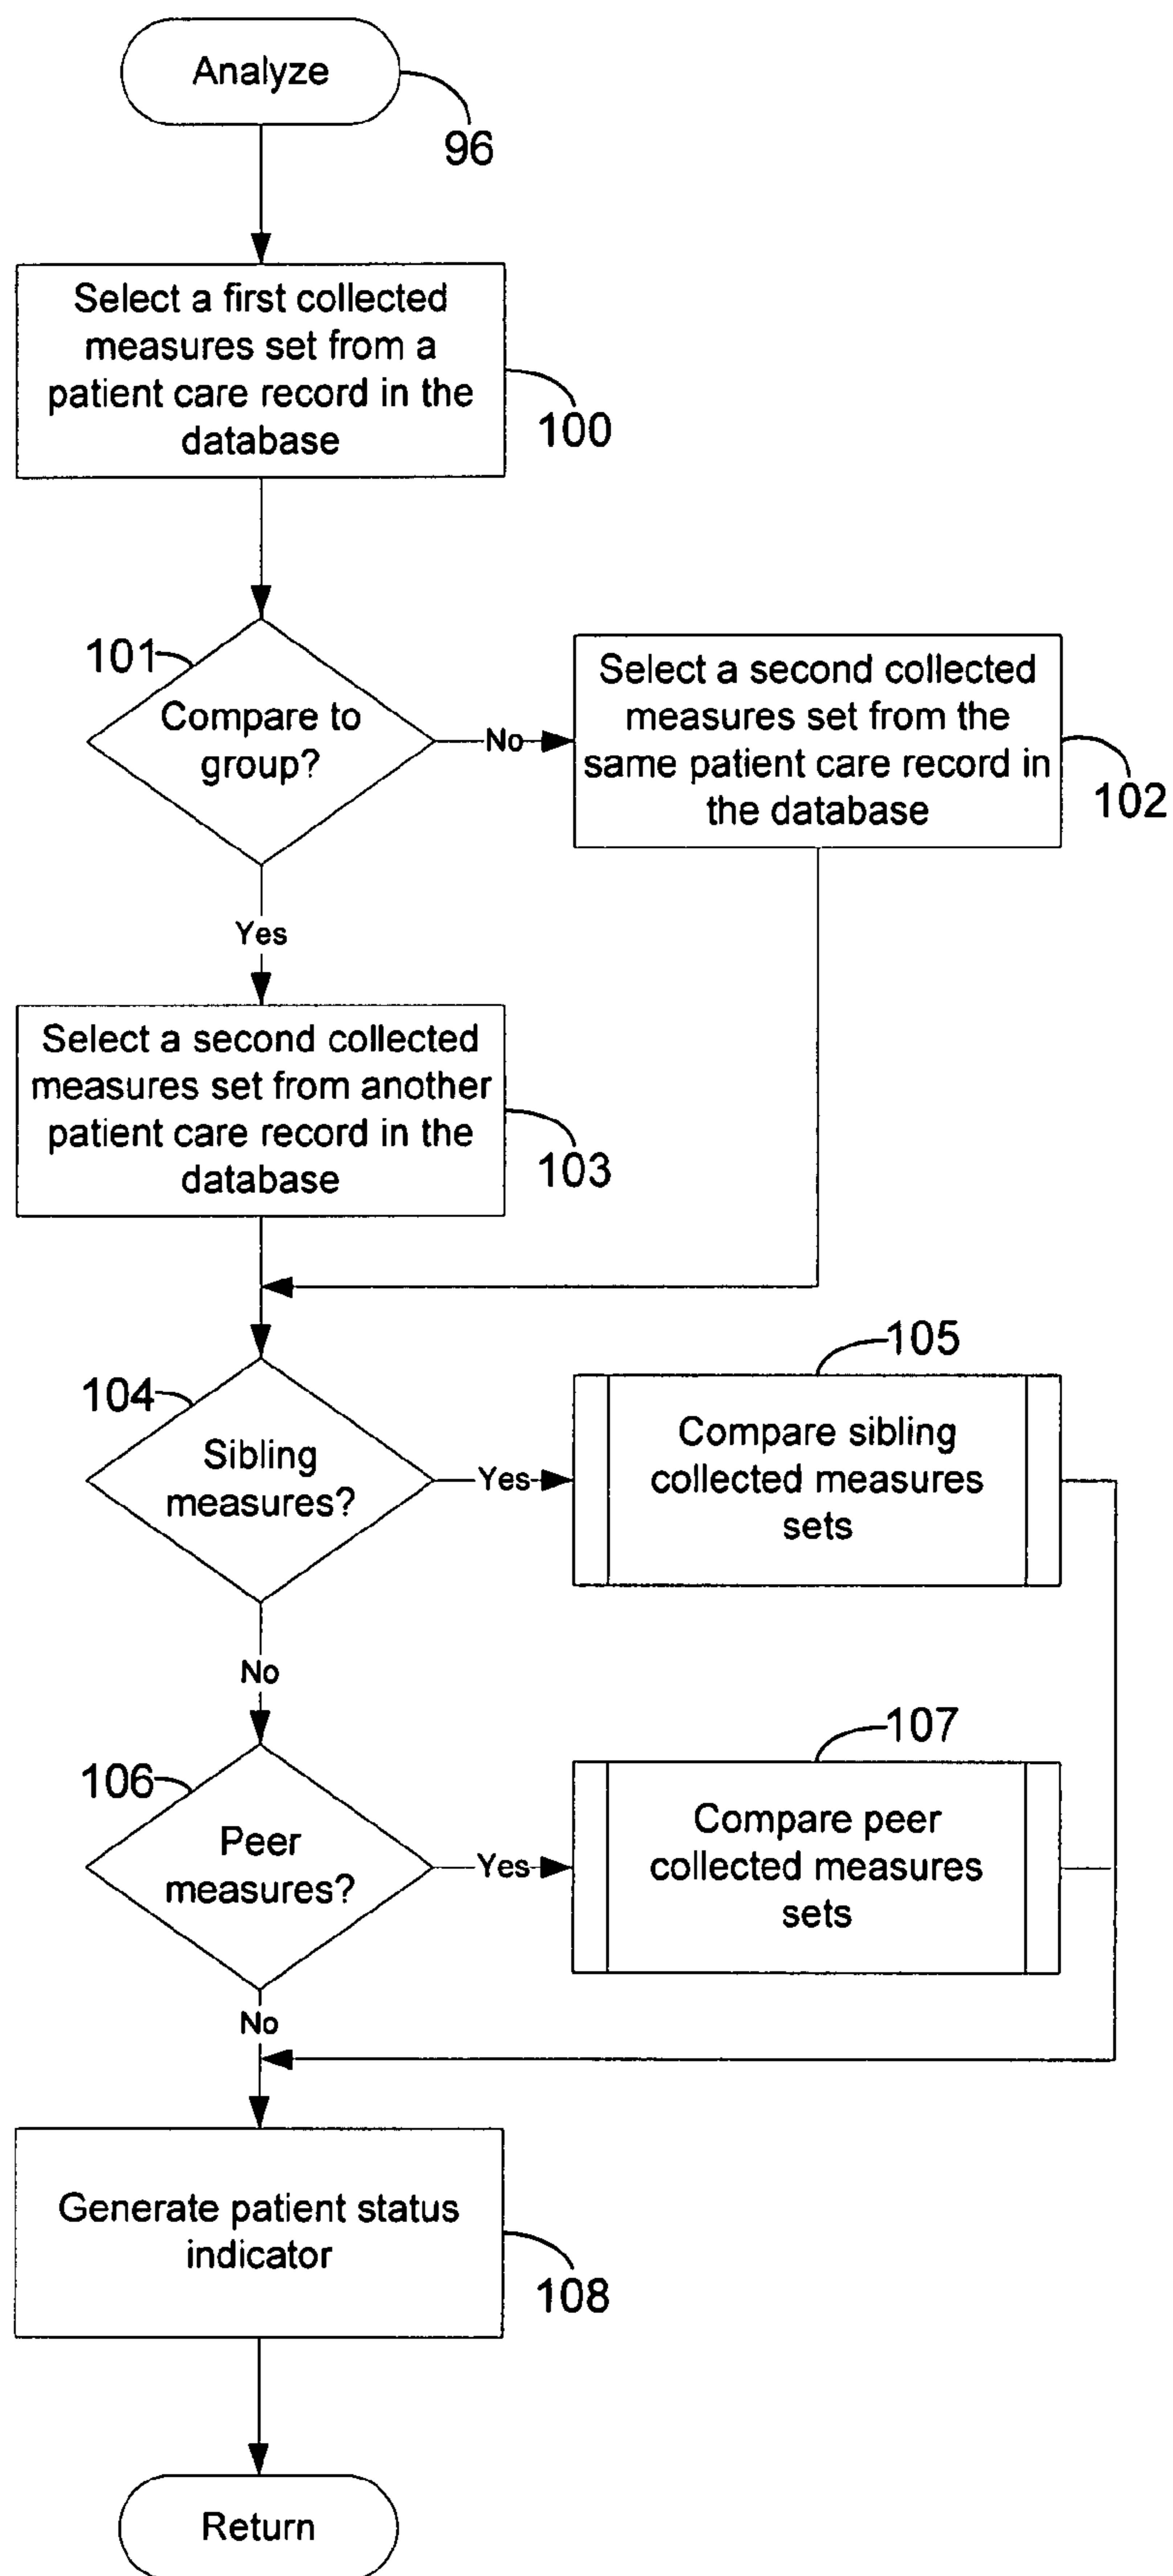 Analyze
96
Select a first collected
measures set from a
patient care record in the
database
100
101
Compare to
group?
No
Select a second collected
measures set from the
same patient care record in
the database
102
Yes
Select a second collected
measures set from another
patient care record in the
database
103
104
Sibling
measures?
Yes
105
Compare sibling
collected measures
sets
No
106
Peer
measures?
Yes
107
Compare peer
collected measures
sets
No
Generate patient status
indicator
108
Return